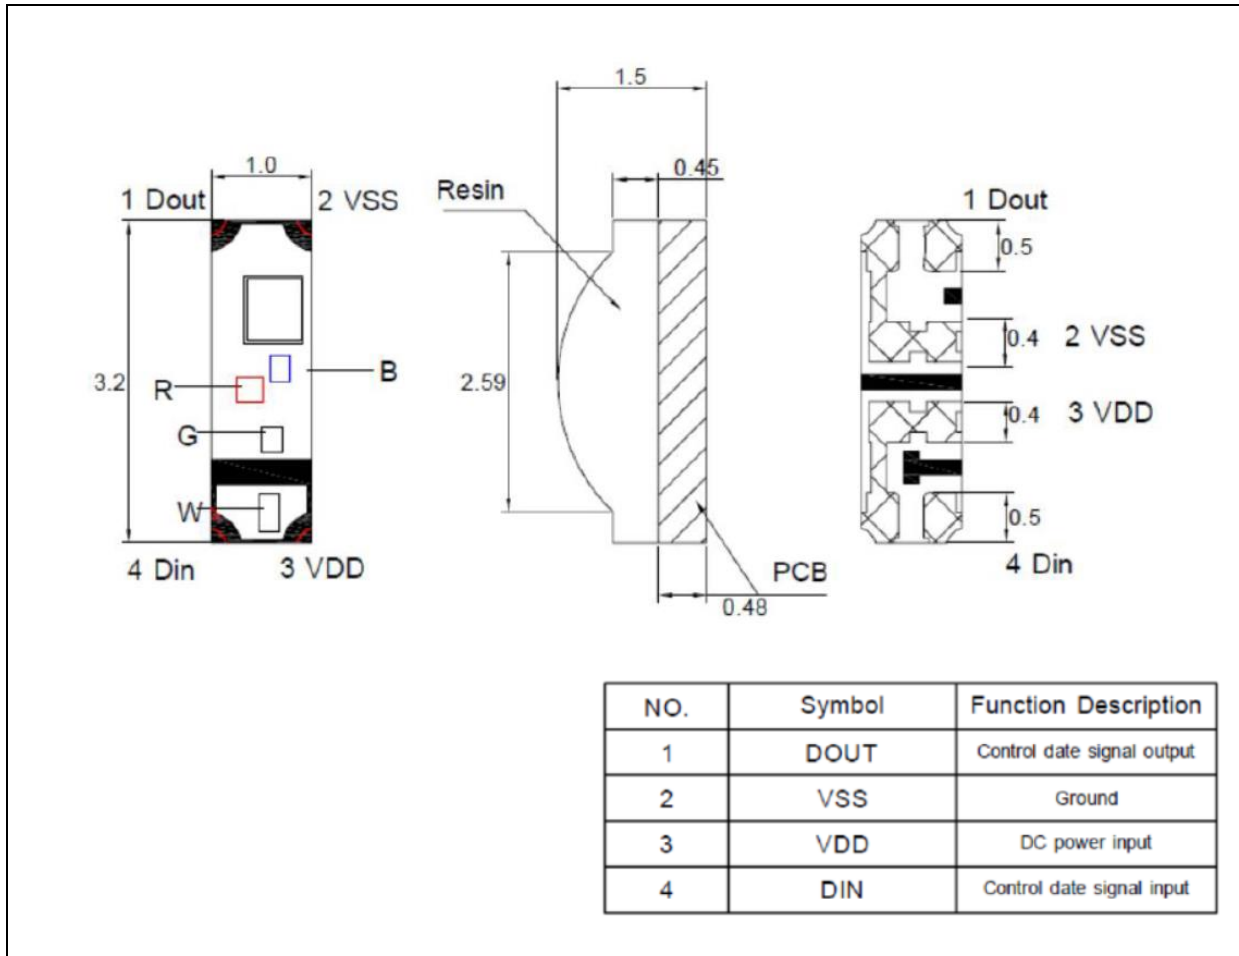 1.5
1.0
0.45
1 Dout
2 VSS
Resin
1 Dout
0.5
0.4
2 VSS
3.2
R
B
2.59
0.4
3 VDD
G
W
0.5
4 Din
3 VDD
PCB
4 Din
0.48
NO. Symbol Function Description
1 DOUT Control date signal output
2 VSS Ground
3 VDD DC power input
4 DIN Control date signal input